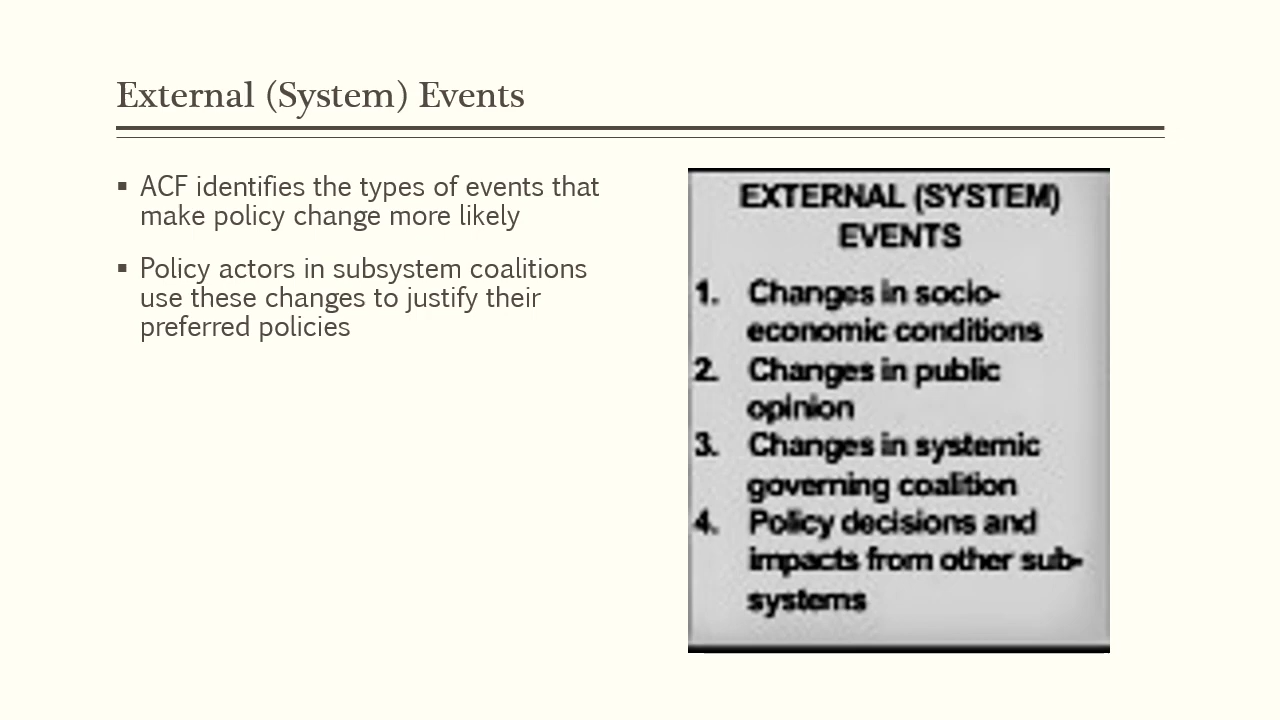 External (System) Events
▪ ACF identifies the types of events that
make policy change more likely
▪ Policy actors in subsystem coalitions
use these changes to justify their
preferred policies
EXTERNAL (SYSTEM)
EVENTS
1. Changes in socio-
economic conditions
2. Changes in public
opinion
3. Changes in systemic
governing coalition
4. Policy decisions and
impacts from other sub-
systems